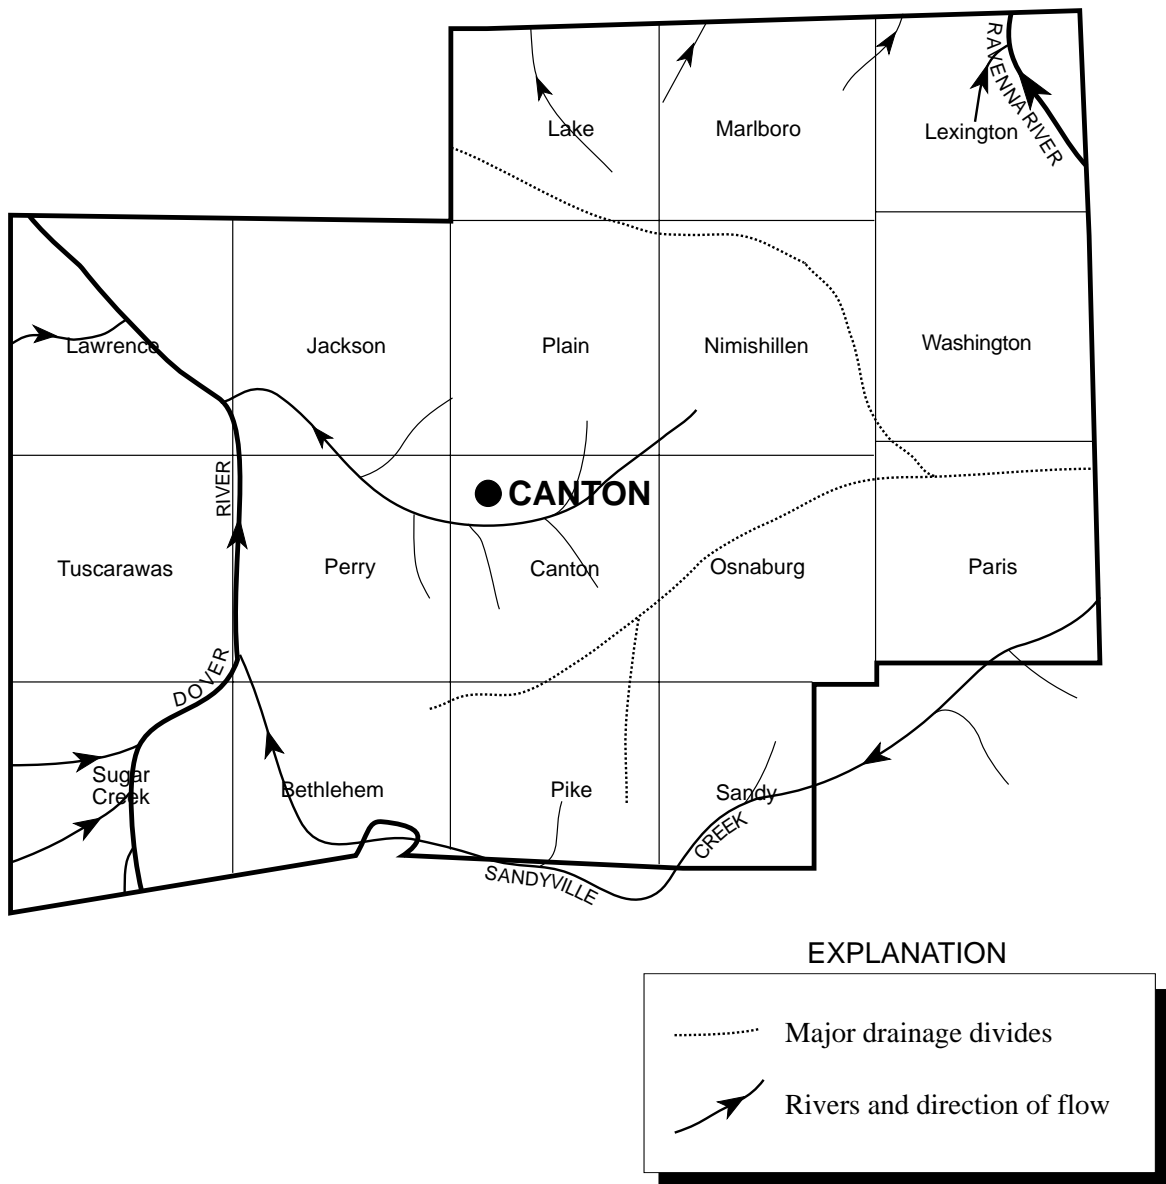 RAVENNA RIVER
Lake
Marlboro
Lexington
Lawrence
Jackson
Plain
Nimishillen
Washington
RIVER
CANTON
Tuscarawas
Perry
Canton
Osnaburg
Paris
DOVER
Sugar
Creek
Bethlehem
Pike
Sandy
CREEK
SANDYVILLE
EXPLANATION
Major drainage divides
Rivers and direction of flow